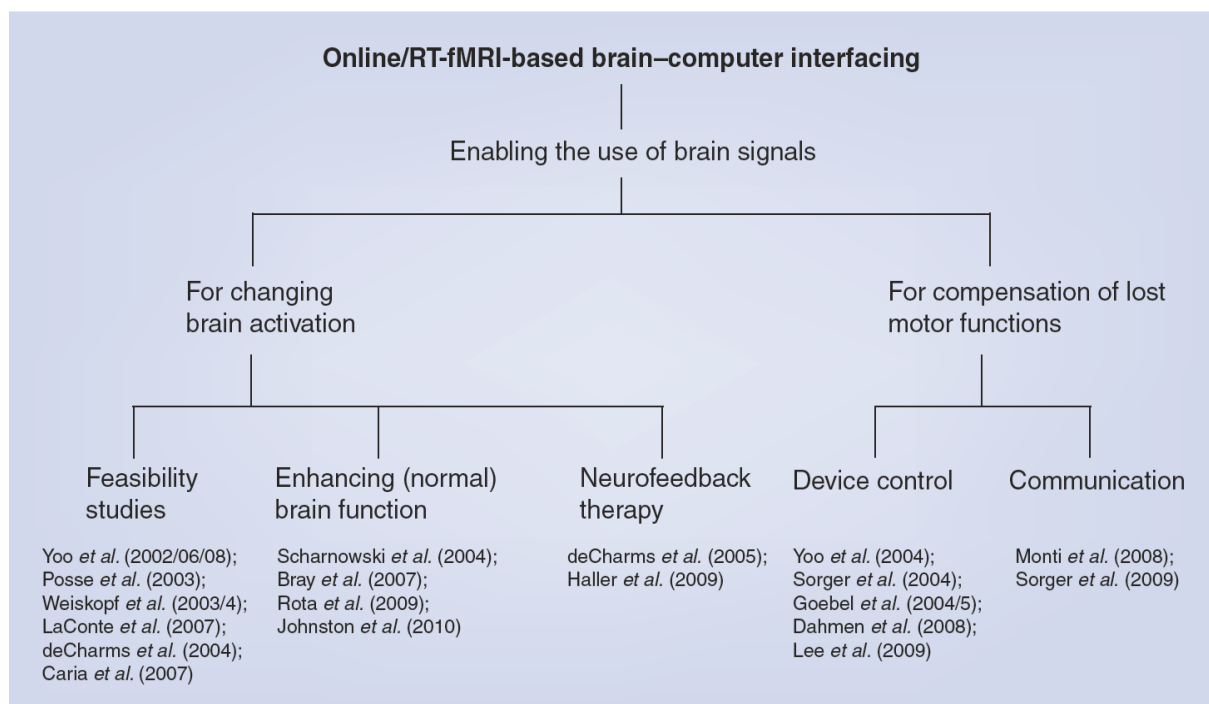 Online/RT-fMRI-based brain–computer interfacing
Enabling the use of brain signals
For changing
brain activation
For compensation of lost
motor functions
Feasibility
studies
Yoo et al. (2002/06/08);
Posse et al. (2003);
Weiskopf et al. (2003/4);
LaConte et al. (2007);
deCharms et al. (2004);
Caria et al. (2007)
Enhancing (normal)
brain function
Scharnowski et al. (2004);
Bray et al. (2007);
Rota et al. (2009);
Johnston et al. (2010)
Neurofeedback
therapy
deCharms et al. (2005);
Haller et al. (2009)
Device control
Yoo et al. (2004);
Sorger et al. (2004);
Goebel et al. (2004/5);
Dahmen et al. (2008);
Lee et al. (2009)
Communication
Monti et al. (2008);
Sorger et al. (2009)